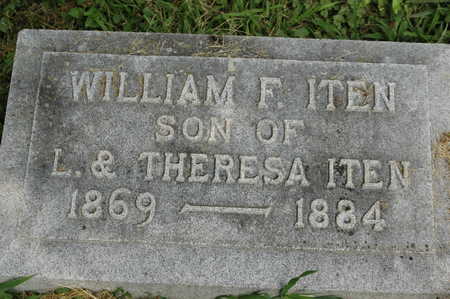 WILLIAM F. ITEN
SON OF
L. & THERESA ITEN
1869 — 1884